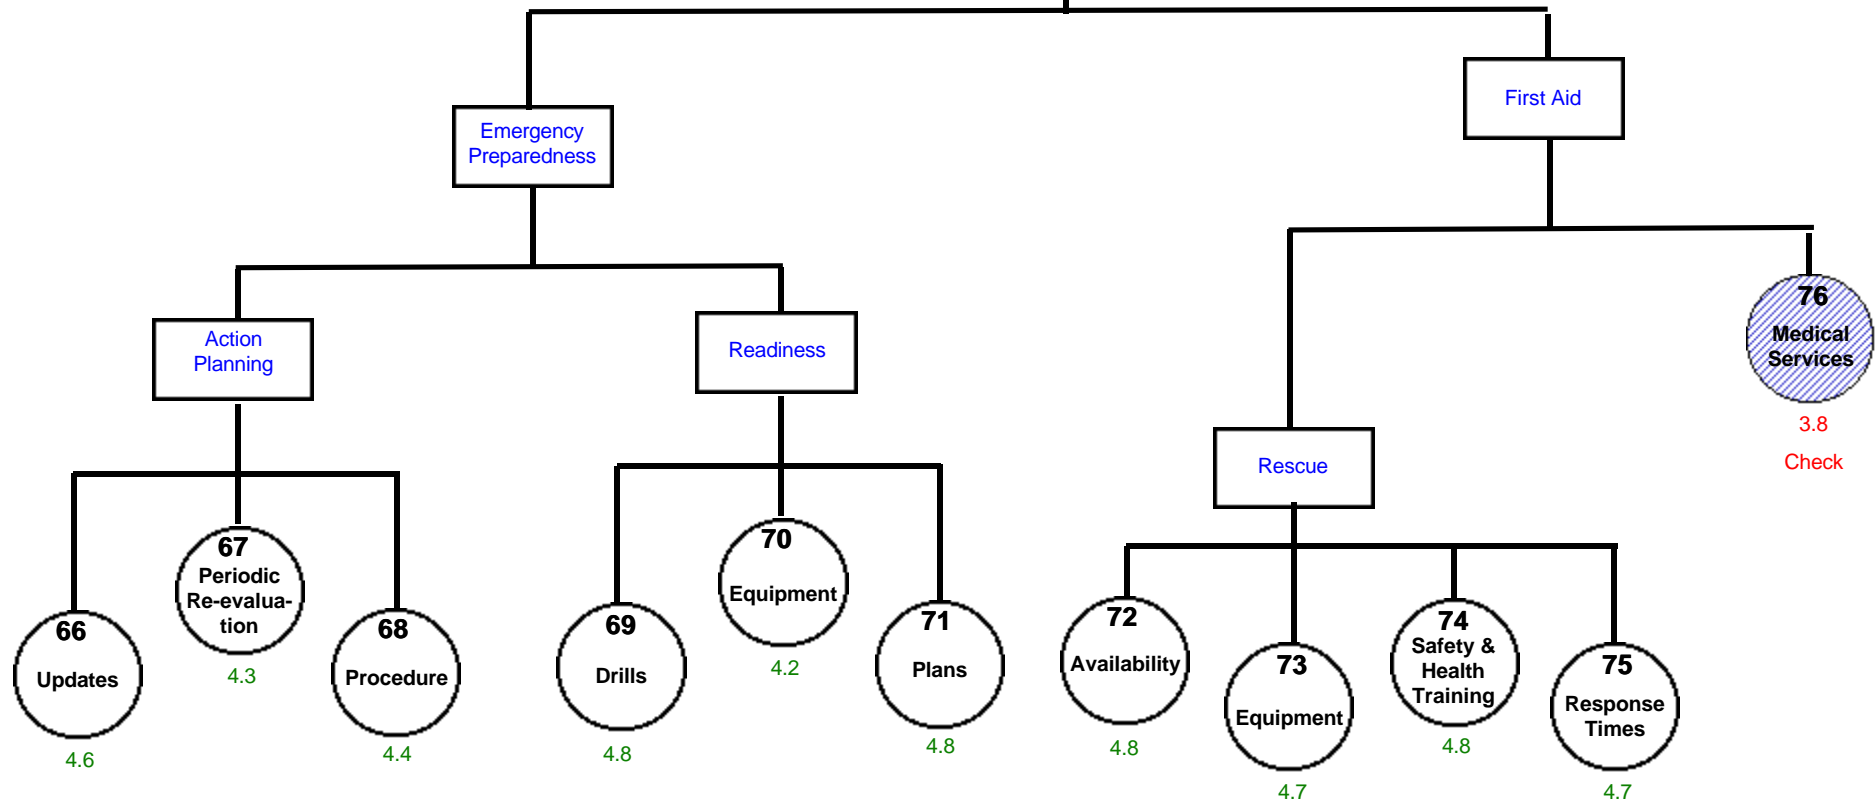 First Aid
Emergency
Preparedness
Action
Planning
Readiness
76
Medical
Services
3.8
Check
Rescue
67
Periodic
Re-evalua-
tion
4.3
66
Updates
4.6
68
Procedure
4.4
69
Drills
4.8
70
Equipment
4.2
71
Plans
4.8
72
Availability
4.8
73
Equipment
4.7
74
Safety &
Health
Training
4.8
75
Response
Times
4.7